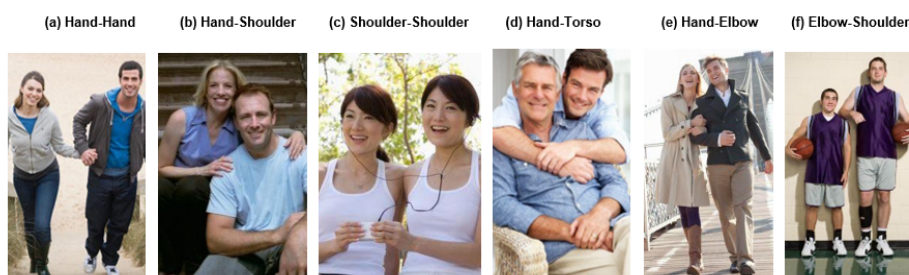 (a) Hand-Hand
(b) Hand-Shoulder
(c) Shoulder-Shoulder
(d) Hand-Torso
(e) Hand-Elbow
(f) Elbow-Shoulder